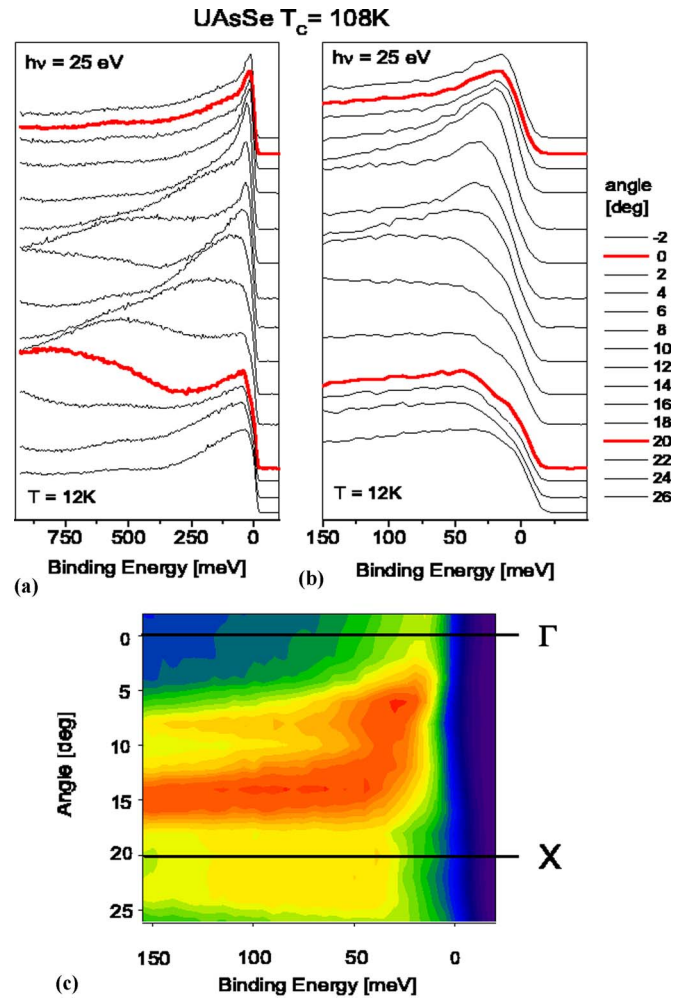 UAsSe T_C= 108K
hν = 25 eV
T = 12K
750 500 250 0
Binding Energy [meV]
(a)
hν = 25 eV
T = 12K
150 100 50 0
Binding Energy [meV]
(b)
angle
[deg]
-2
0
2
4
6
8
10
12
14
16
18
20
22
24
26
0
5
10
15
20
25
Angle [deg]
Γ
X
150 100 50 0
Binding Energy [meV]
(c)